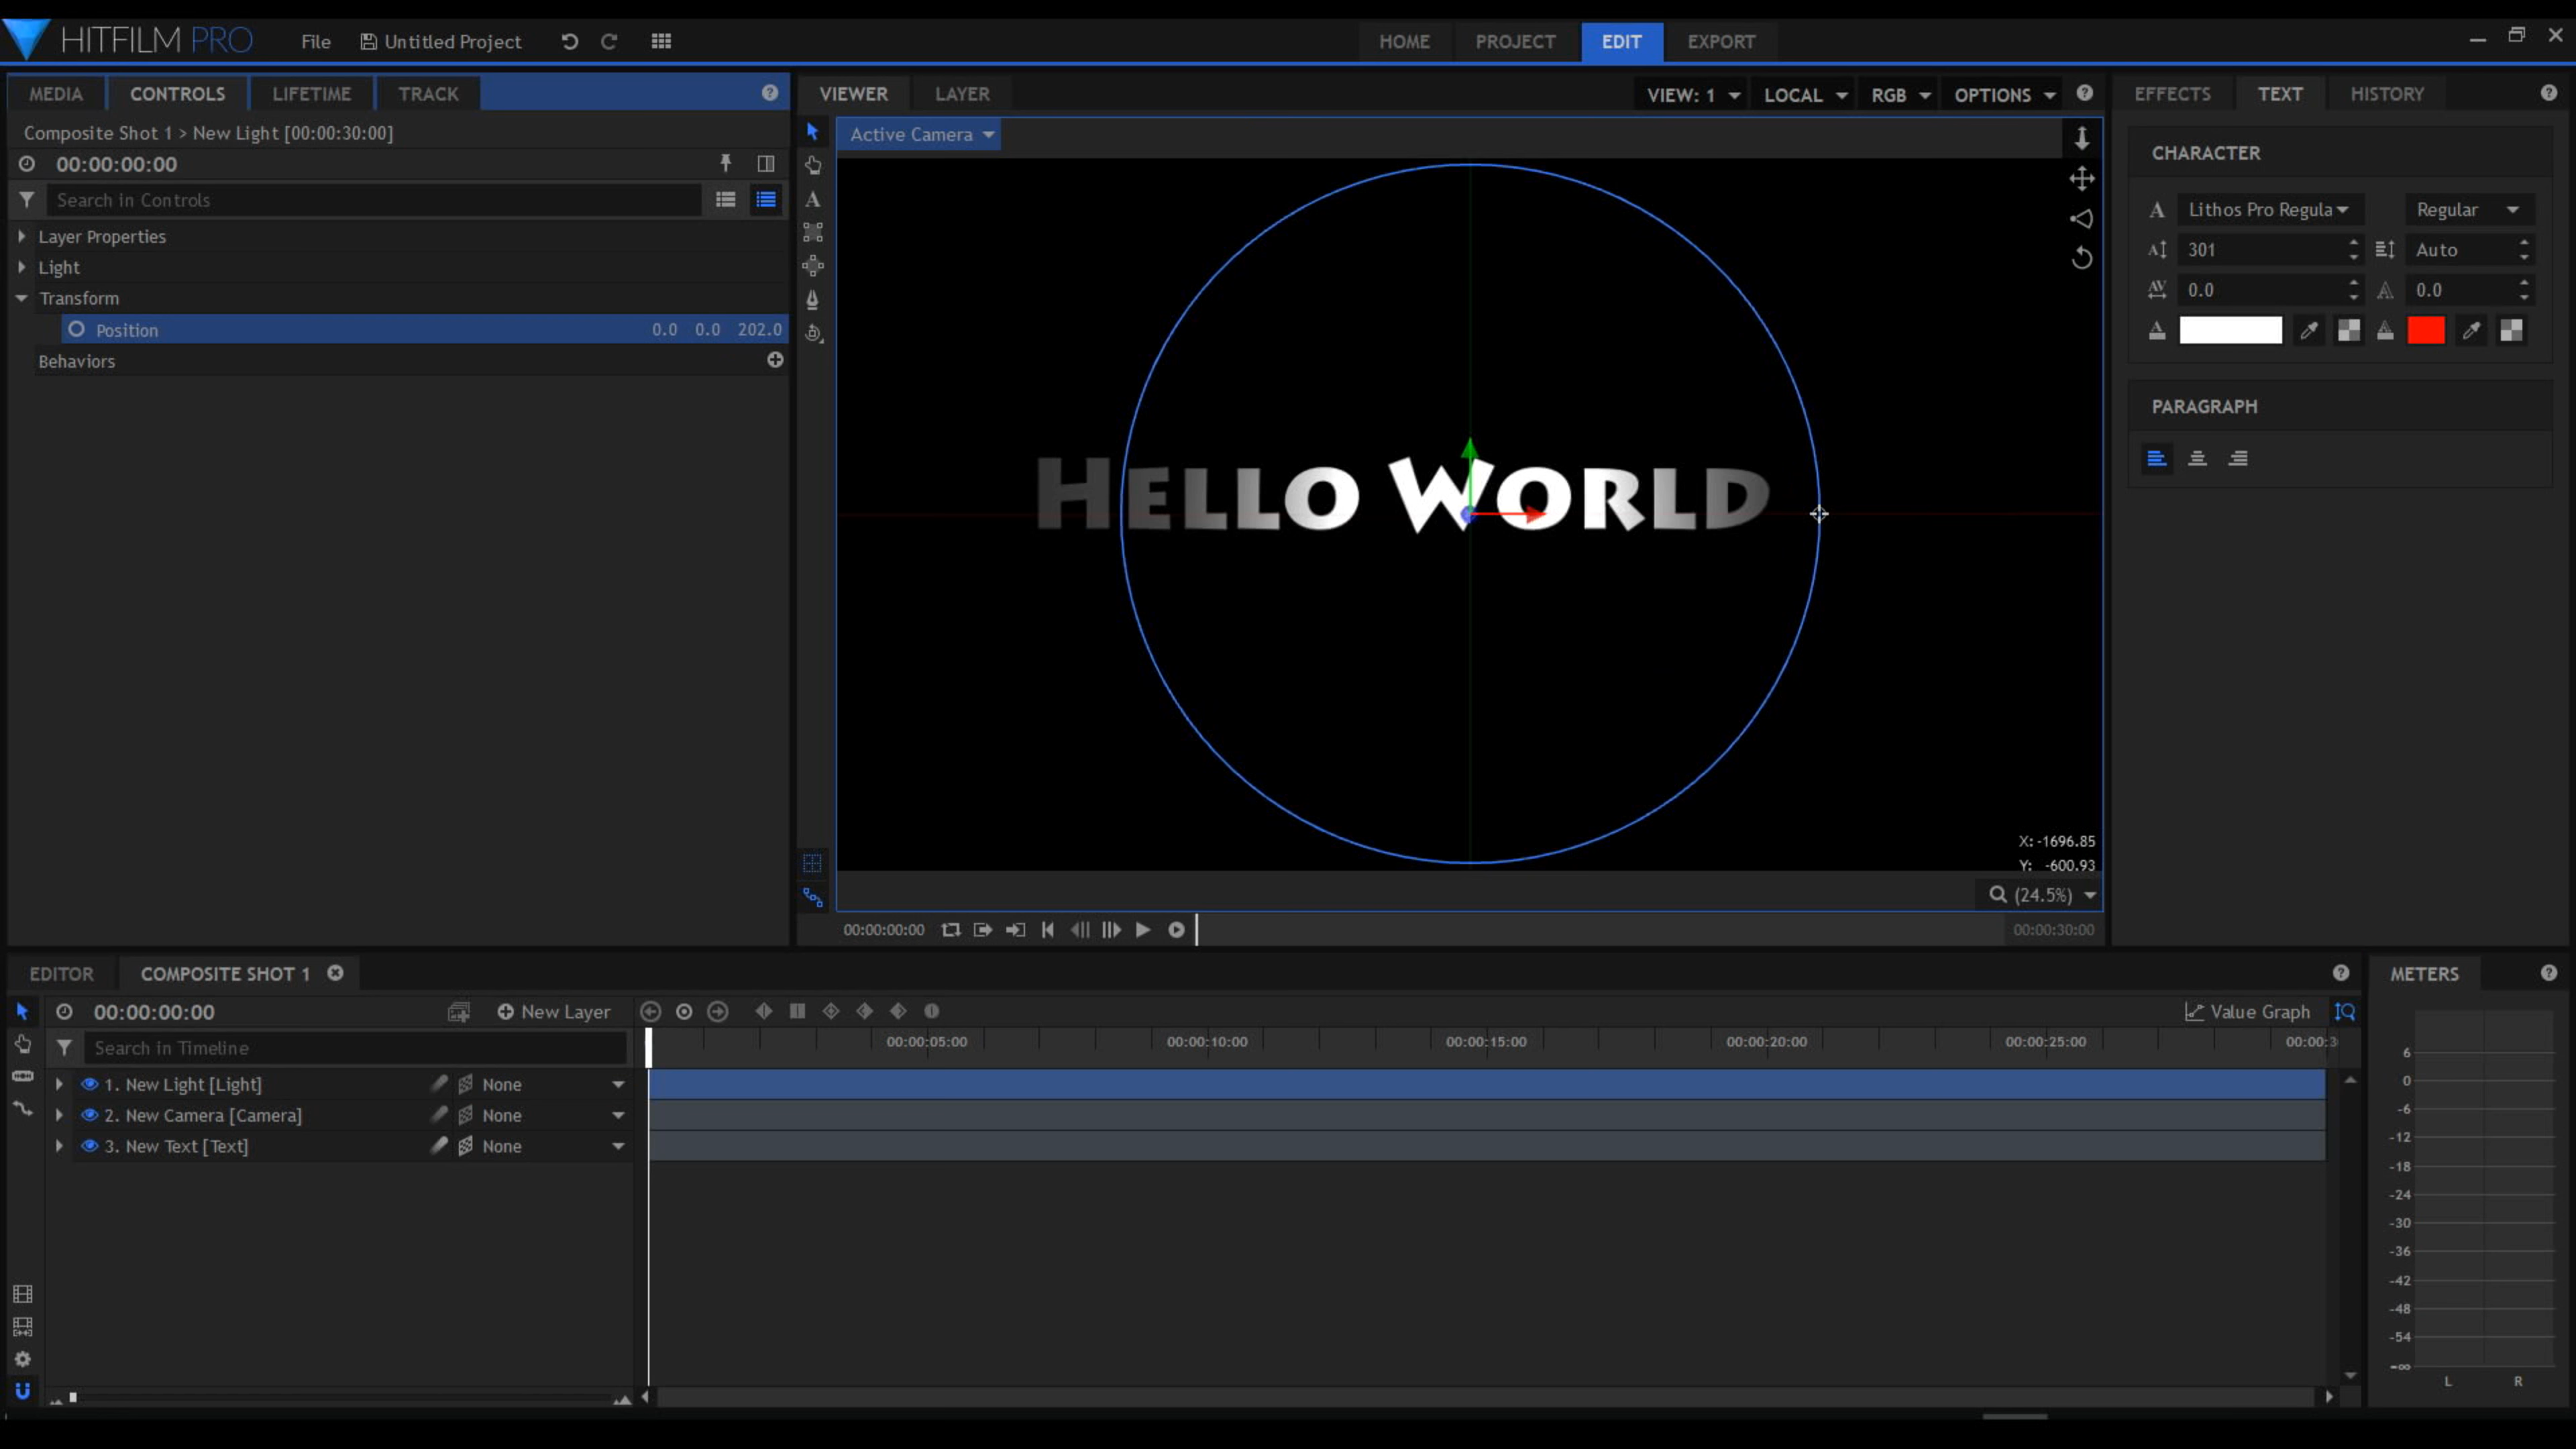 HITFILM PRO File Untitled Project HOME PROJECT EDIT EXPORT
MEDIA CONTROLS LIFETIME TRACK
Composite Shot 1 > New Light [00:00:30:00]
00:00:00:00
Search in Controls
Layer Properties
Light
Transform
Position 0.0 0.0 202.0
Behaviors
VIEWER LAYER VIEW: 1 LOCAL RGB OPTIONS
Active Camera
HELLO WORLD
X: -1696.85
Y: -600.93
(24.5%)
00:00:00:00 00:00:30:00
EFFECTS TEXT HISTORY
CHARACTER
Lithos Pro Regula Regular
301 Auto
0.0 0.0
PARAGRAPH
EDITOR COMPOSITE SHOT 1
00:00:00:00 New Layer Value Graph
Search in Timeline
00:00:05:00 00:00:10:00 00:00:15:00 00:00:20:00 00:00:25:00 00:00:3
1. New Light [Light] None
2. New Camera [Camera] None
3. New Text [Text] None
METERS
6
0
-6
-12
-18
-24
-30
-36
-42
-48
-54
-∞
L R